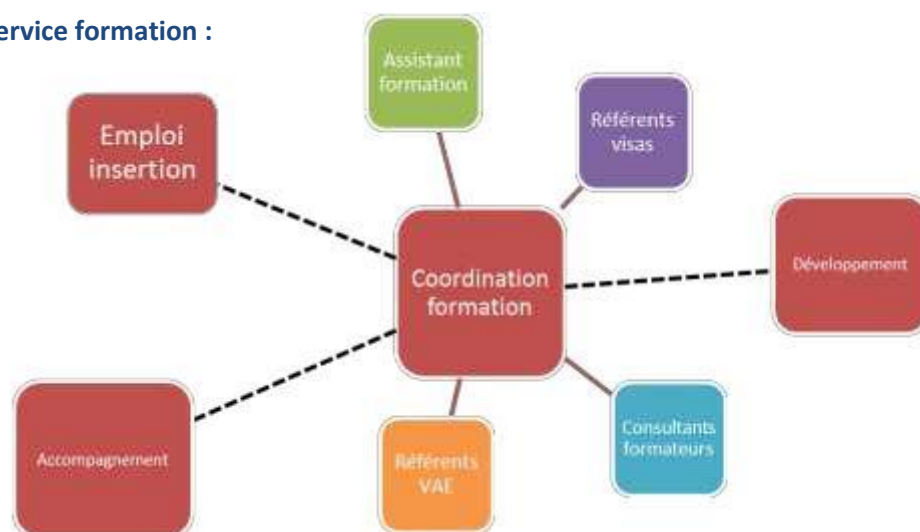 ervice formation :
Assistant
formation
Emploi
insertion
Référents
visas
Coordination
formation
Développement
Accompagnement
Référents
VAE
Consultants
formateurs